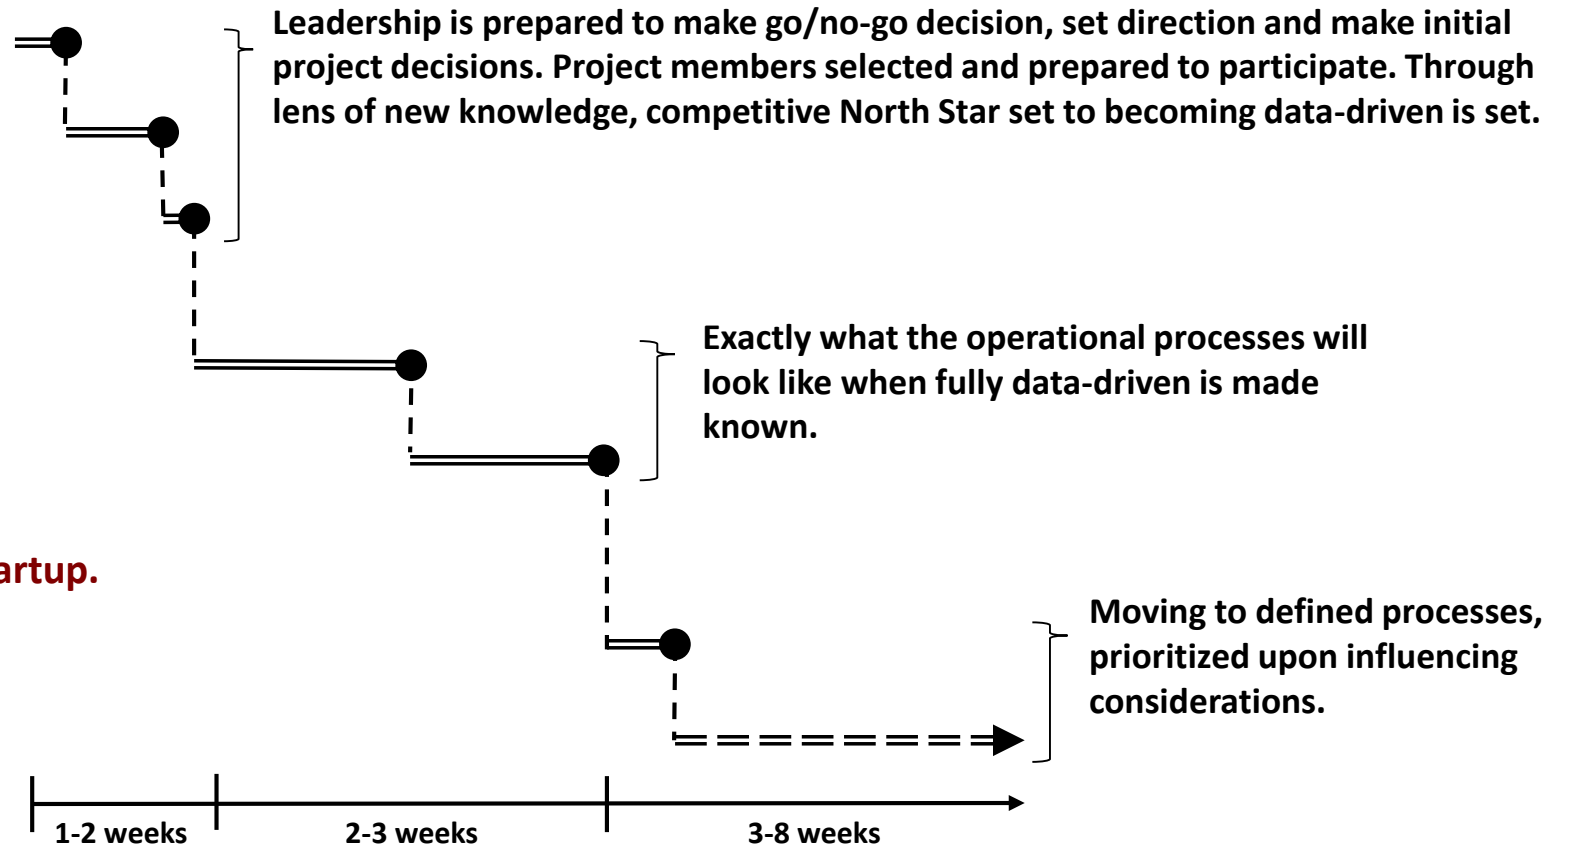 Leadership is prepared to make go/no-go decision, set direction and make initial
project decisions. Project members selected and prepared to participate. Through
lens of new knowledge, competitive North Star set to becoming data-driven is set.
Exactly what the operational processes will
look like when fully data-driven is made
known.
artup.
Moving to defined processes,
prioritized upon influencing
considerations.
1-2 weeks
2-3 weeks
3-8 weeks